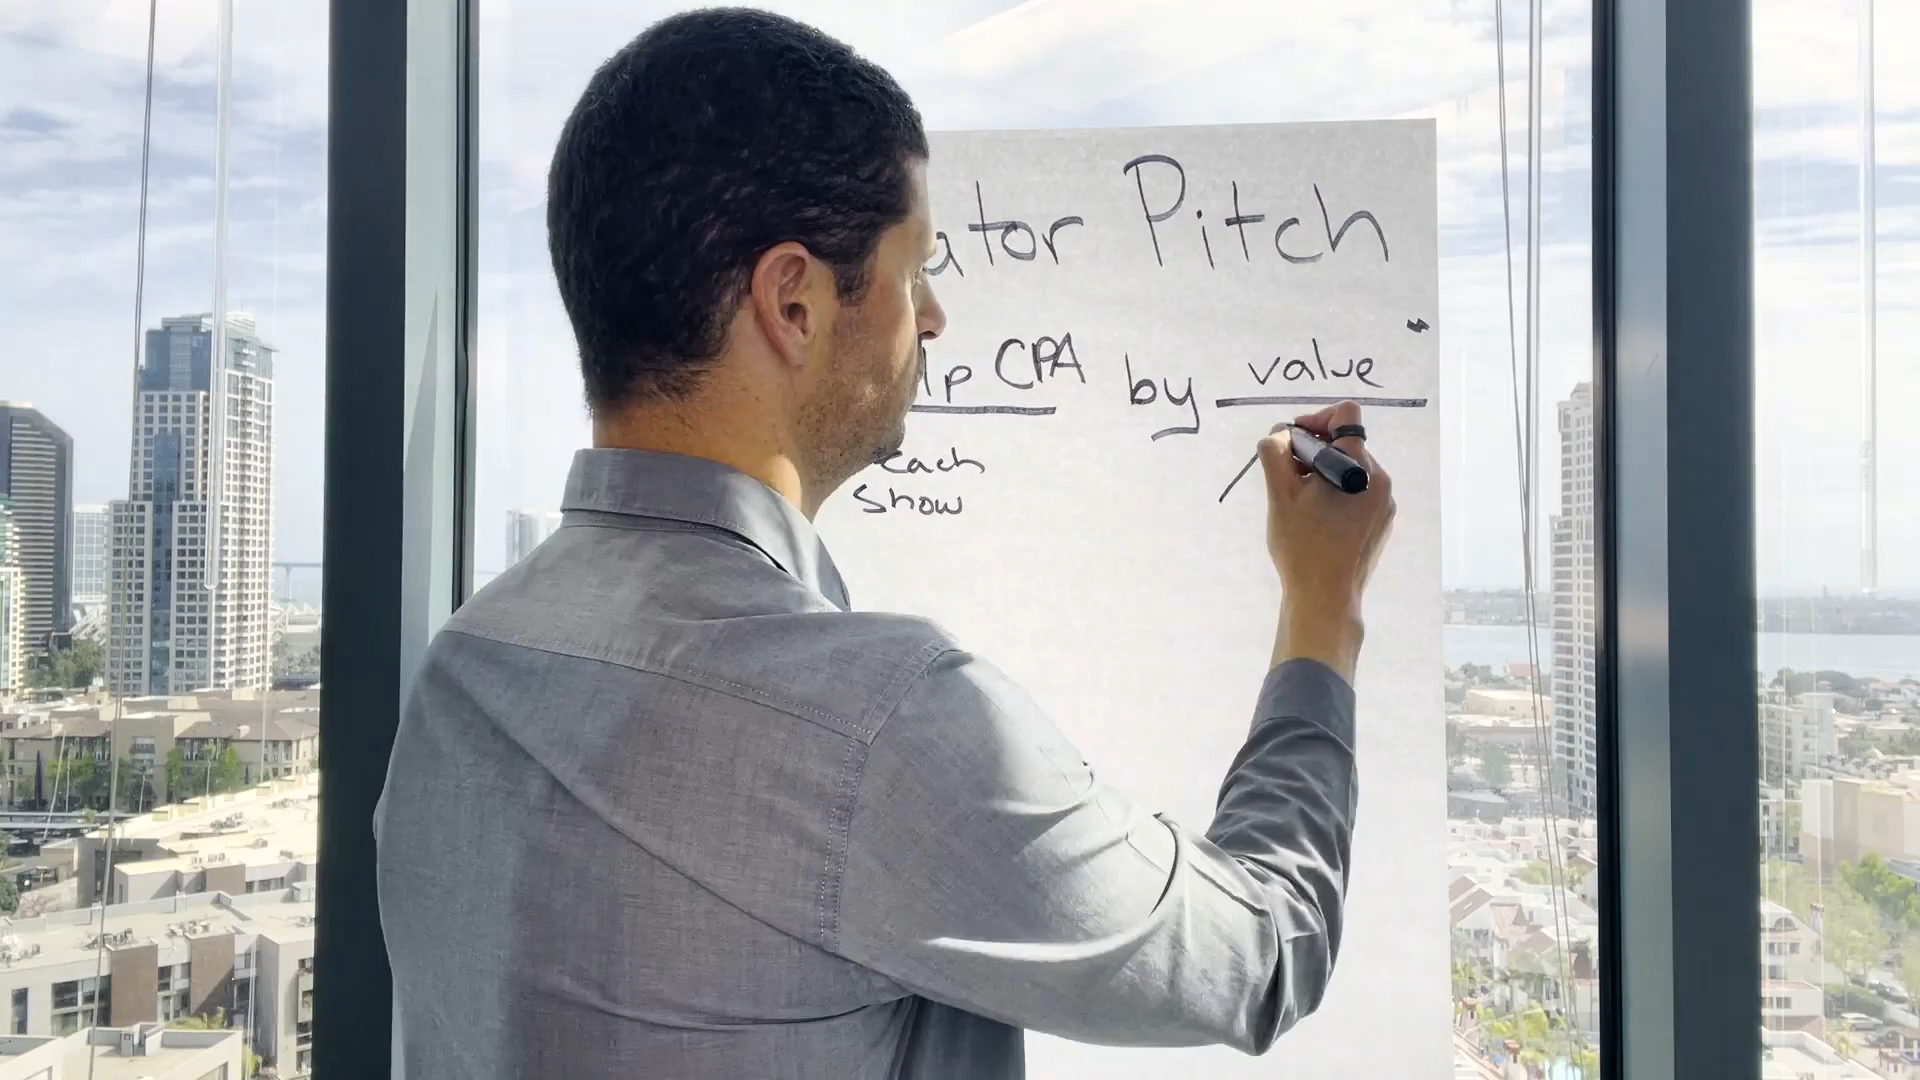 ator Pitch
lp CPA by value "
each
show